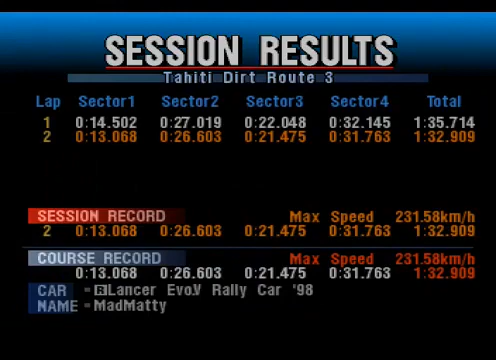 SESSION RESULTS
Tahiti Dirt Route 3
Lap Sector1 Sector2 Sector3 Sector4 Total
1 0:14.502 0:27.019 0:22.048 0:32.145 1:35.714
2 0:13.068 0:26.603 0:21.475 0:31.763 1:32.909
SESSION RECORD Max Speed 231.58km/h
2 0:13.068 0:26.603 0:21.475 0:31.763 1:32.909
COURSE RECORD Max Speed 231.58km/h
0:13.068 0:26.603 0:21.475 0:31.763 1:32.909
CAR =RLancer Evo.V Rally Car '98
NAME =MadMatty